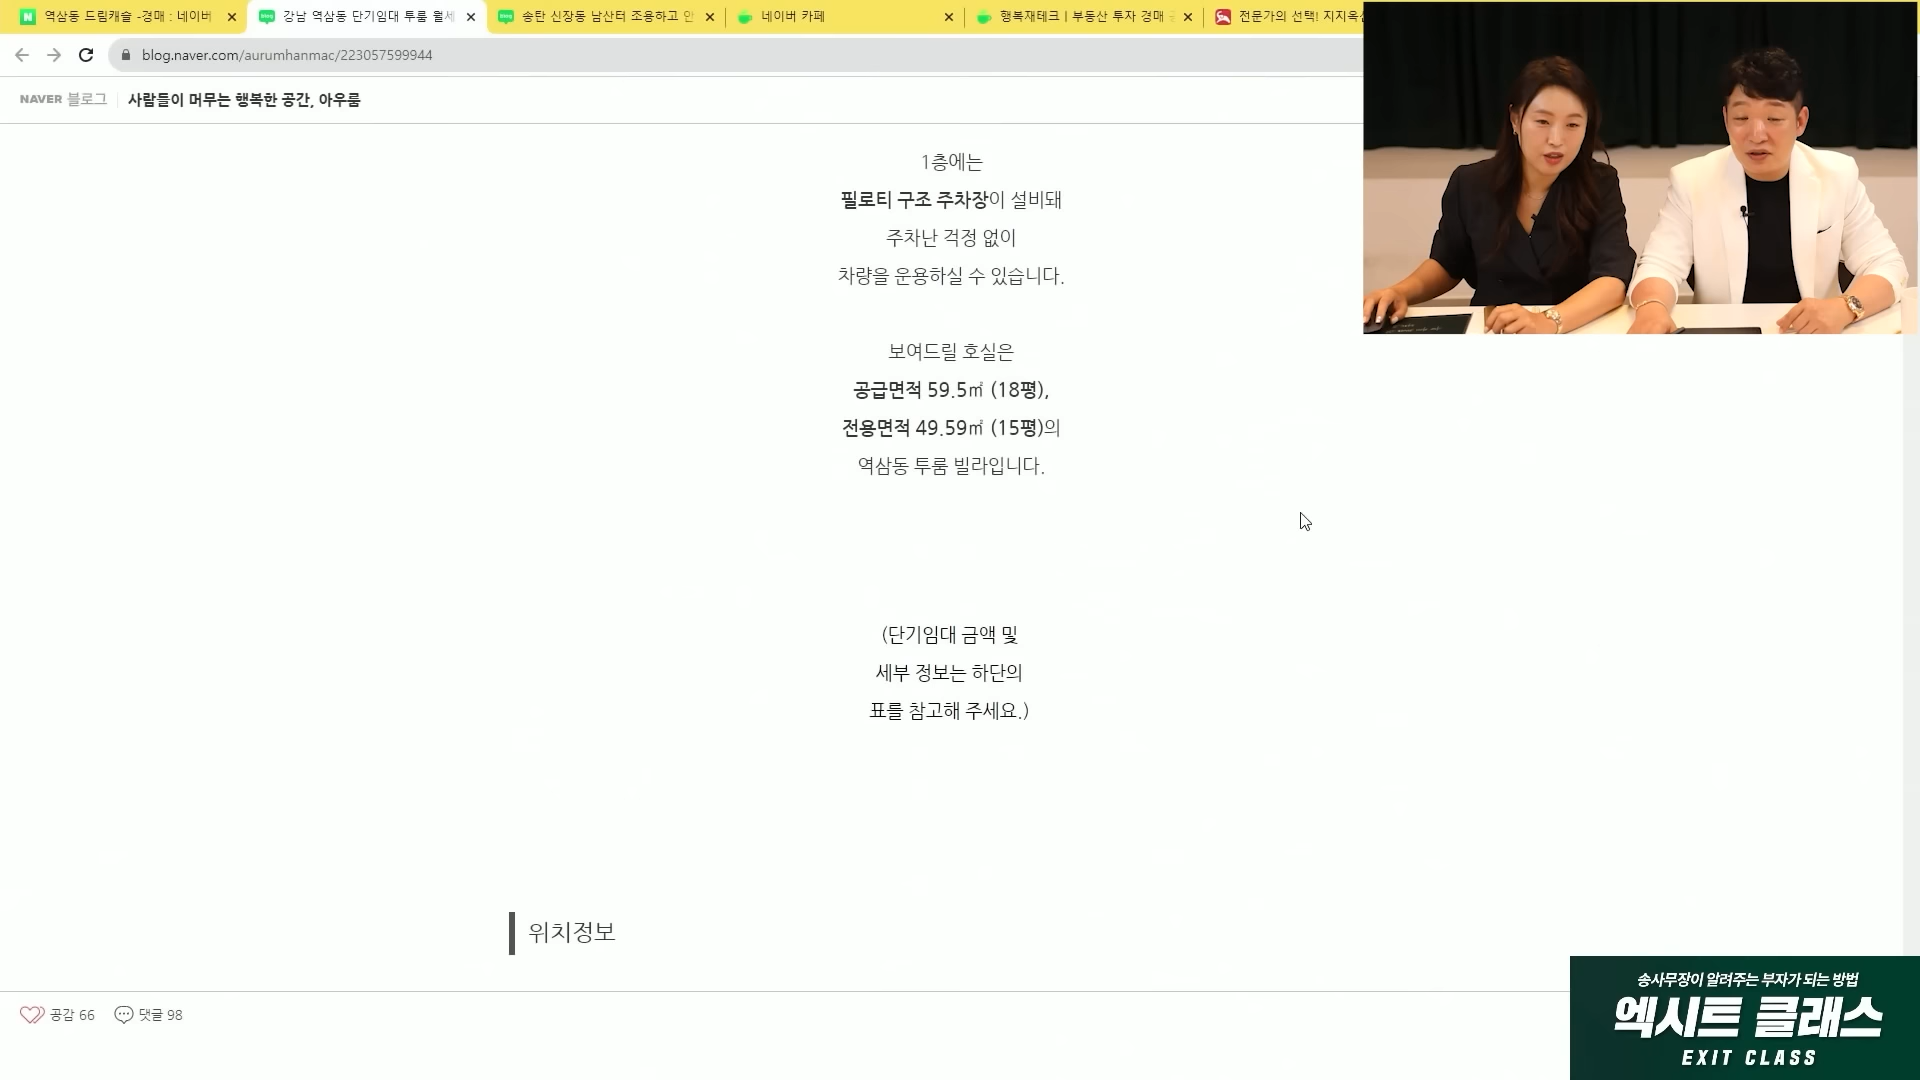 역삼동 드림캐슬 -경매 : 네이버
강남 역삼동 단기임대 투룸 월세
송탄 신장동 남산터 조용하고 안
네이버 카페
행복재테크 | 부동산 투자 경매
전문가의 선택! 지지옥션
blog.naver.com/aurumhanmac/223057599944
NAVER 블로그
사람들이 머무는 행복한 공간, 아우룸
1층에는
필로티 구조 주차장이 설비돼
주차난 걱정 없이
차량을 운용하실 수 있습니다.
보여드릴 호실은
공급면적 59.5㎡ (18평),
전용면적 49.59㎡ (15평)의
역삼동 투룸 빌라입니다.
(단기임대 금액 및
세부 정보는 하단의
표를 참고해 주세요.)
위치정보
공감 66
댓글 98
송사무장이 알려주는 부자가 되는 방법
엑시트 클래스
EXIT CLASS